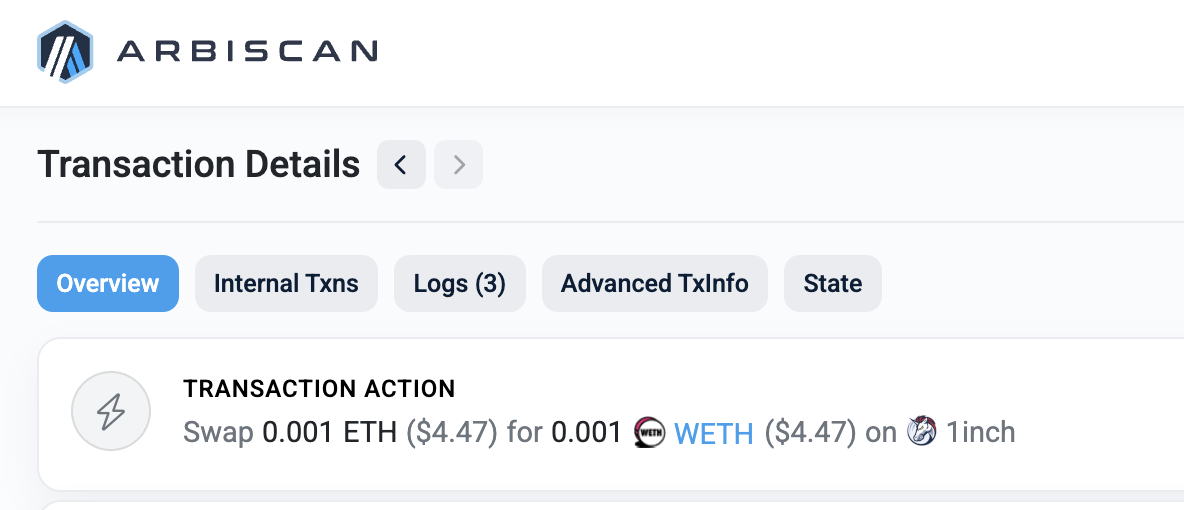 ARBISCAN
Transaction Details
Overview Internal Txns Logs (3) Advanced TxInfo State
TRANSACTION ACTION
Swap 0.001 ETH ($4.47) for 0.001 WETH WETH ($4.47) on 1inch